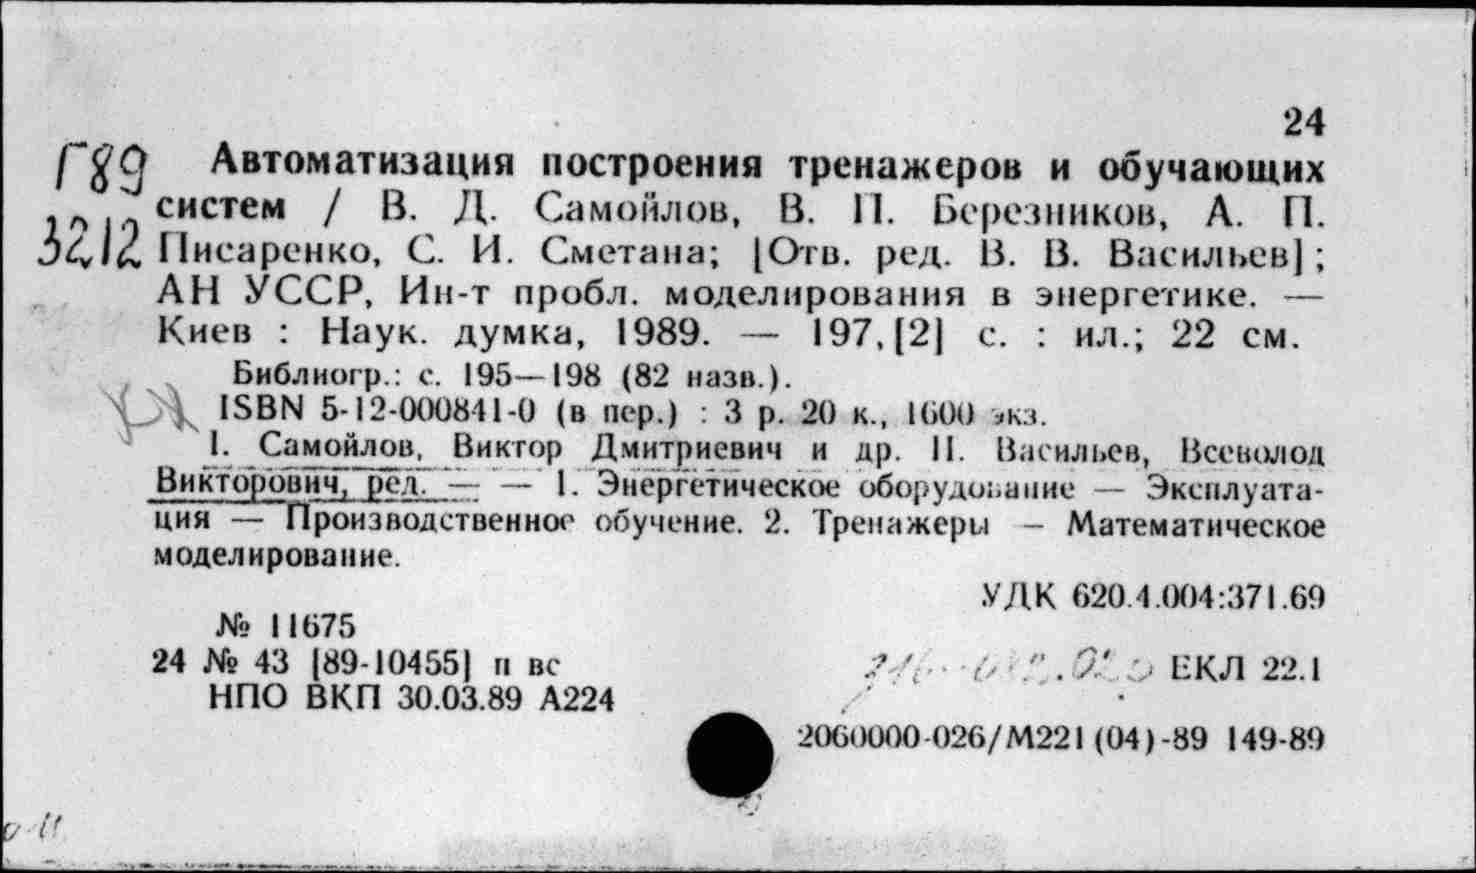 24
Г89 Автоматизация построения тренажеров и обучающих
3212 систем / В. Д. Самойлов, В. П. Березников, А. П.
Писаренко, С. И. Сметана; [Отв. ред. В. В. Васильев] ;
АН УССР, Ин-т пробл. моделирования в энергетике. —
Киев : Наук. думка, 1989. — 197, [2] с. : ил.; 22 см.
Библиогр.: с. 195—198 (82 назв.).
ISBN 5-12-000841-0 (в пер.) : 3 р. 20 к., 1600 экз.
I. Самойлов, Виктор Дмитриевич и др. II. Васильев, Всеволод
Викторович, ред. — — 1. Энергетическое оборудование — Эксплуата-
ция — Производственное обучение. 2. Тренажеры — Математическое
моделирование.
УДК 620.4.004:371.69
№ 11675
24 № 43 [89-10455] п вс
ЕКЛ 22.1
НПО ВКП 30.03.89 А224
2060000-026/М221 (04)-89 149-89